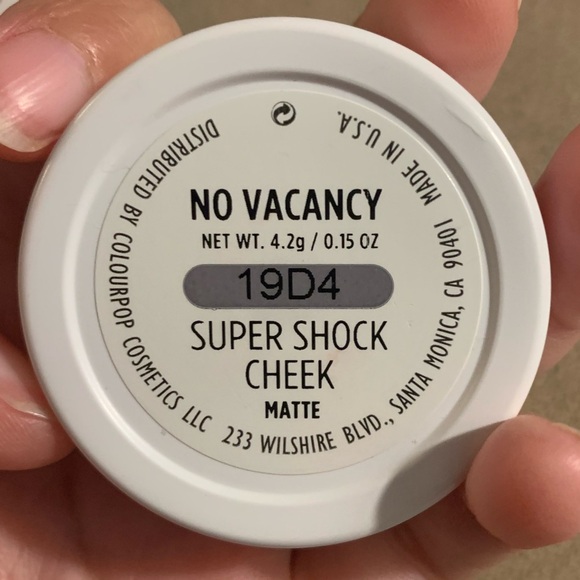 NO VACANCY
NET WT. 4.2g / 0.15 OZ
19D4
SUPER SHOCK
CHEEK
MATTE
DISTRIBUTED BY COLOURPOP COSMETICS LLC 233 WILSHIRE BLVD., SANTA MONICA, CA 90401 MADE IN U.S.A.